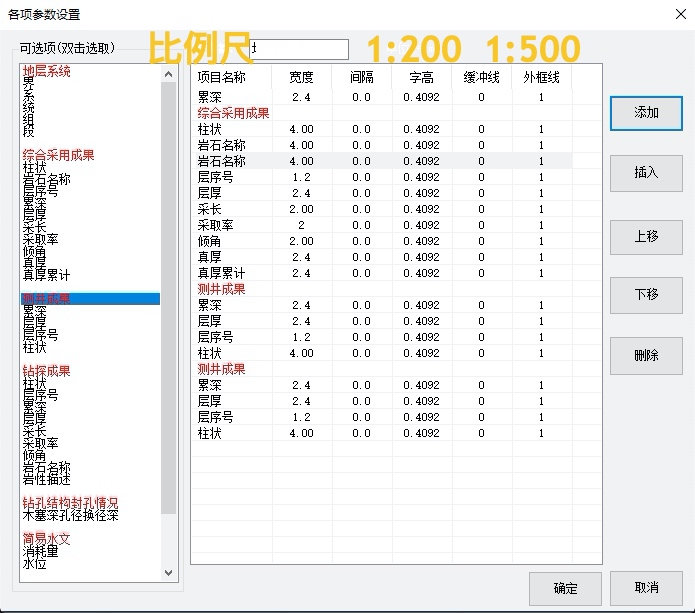 各项参数设置
可选项(双击选取)
比例尺
1:200 1:500
地层系统
界
系
统
组
段
综合采用成果
柱状
岩石名称
层序号
累深
层厚
采长
采取率
倾角
真厚
真厚累计
测井成果
累深
层厚
层序号
柱状
钻探成果
柱状
层序号
累深
层厚
采长
采取率
倾角
岩石名称
岩性描述
钻孔结构封孔情况
木塞深孔径换径深
简易水文
消耗量
水位
项目名称 宽度 间隔 字高 缓冲线 外框线
累深 2.4 0.0 0.4092 0 1
综合采用成果
柱状 4.00 0.0 0.4092 0 1
岩石名称 4.00 0.0 0.4092 0 1
岩石名称 4.00 0.0 0.4092 0 1
层序号 1.2 0.0 0.4092 0 1
层厚 2.4 0.0 0.4092 0 1
采长 2.00 0.0 0.4092 0 1
采取率 2 0.0 0.4092 0 1
倾角 2.00 0.0 0.4092 0 1
真厚 2.4 0.0 0.4092 0 1
真厚累计 2.4 0.0 0.4092 0 1
测井成果
累深 2.4 0.0 0.4092 0 1
层厚 2.4 0.0 0.4092 0 1
层序号 1.2 0.0 0.4092 0 1
柱状 4.00 0.0 0.4092 0 1
测井成果
累深 2.4 0.0 0.4092 0 1
层厚 2.4 0.0 0.4092 0 1
层序号 1.2 0.0 0.4092 0 1
柱状 4.00 0.0 0.4092 0 1
添加
插入
上移
下移
删除
确定
取消